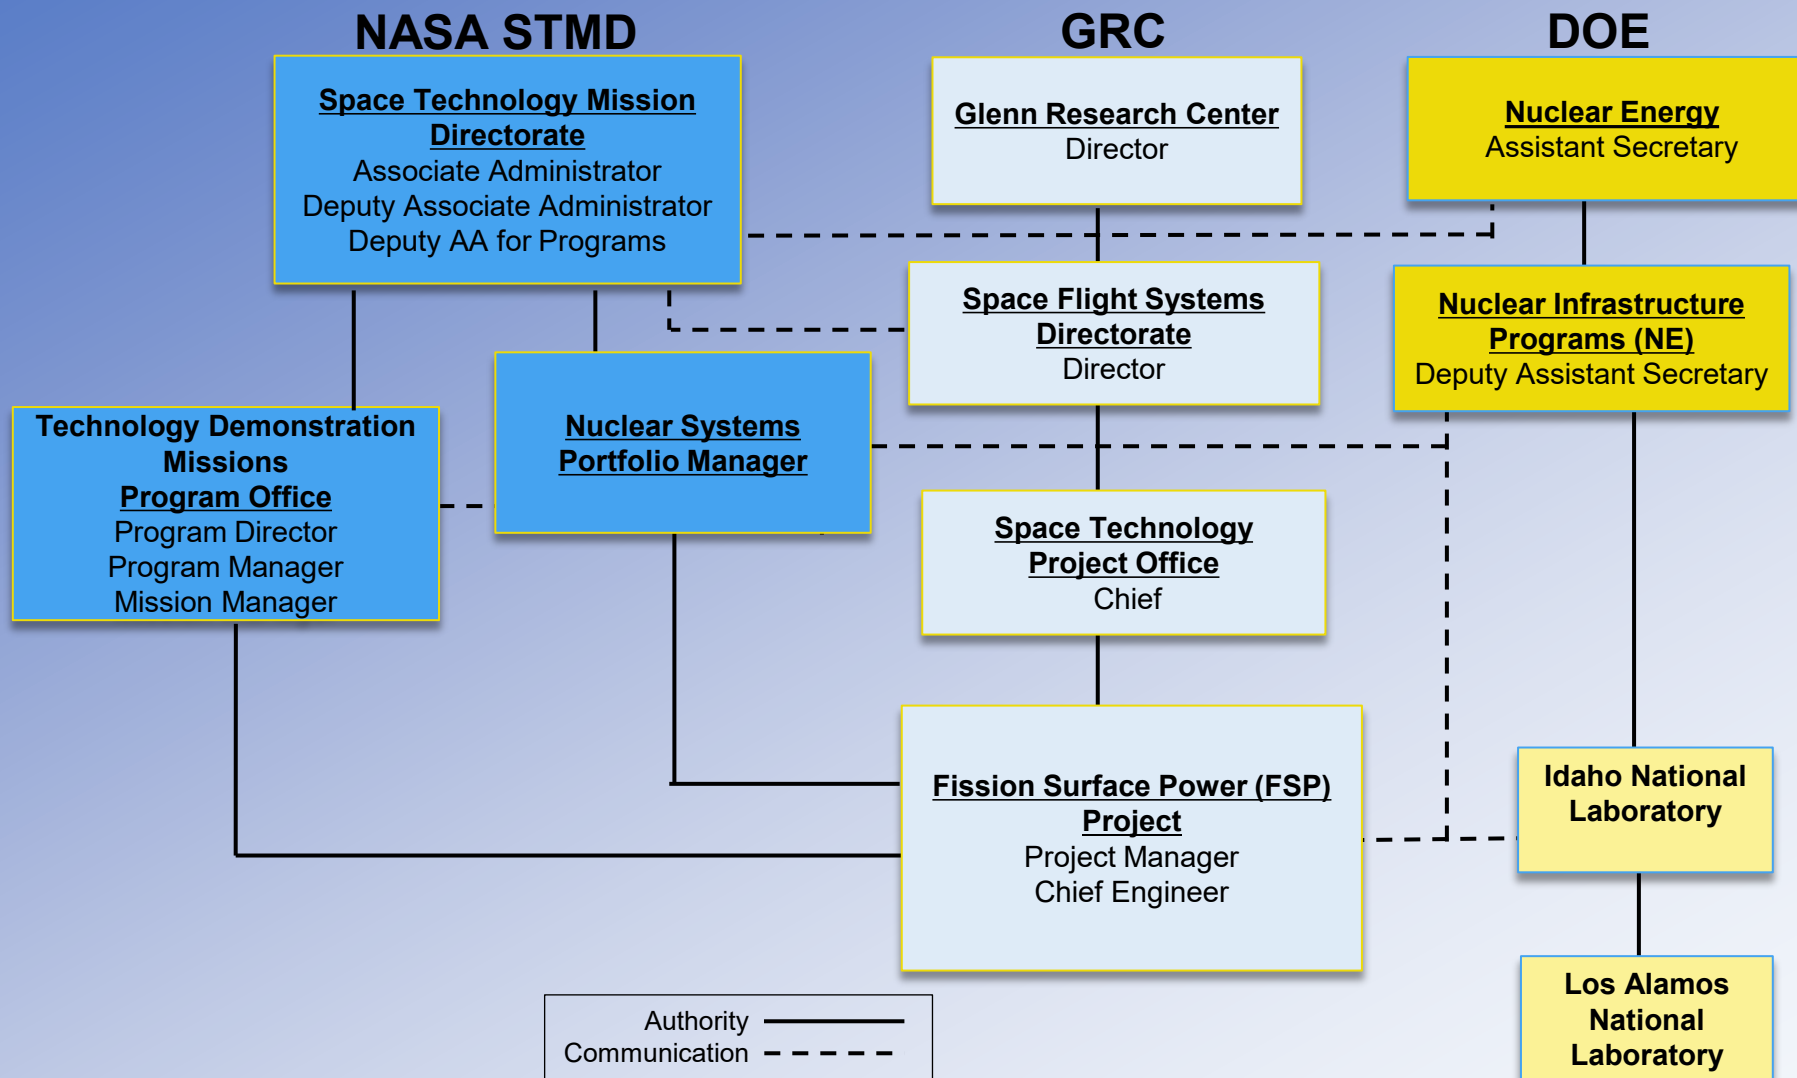 NASA STMD
GRC
DOE
Space Technology Mission
Directorate
Associate Administrator
Deputy Associate Administrator
Deputy AA for Programs
Glenn Research Center
Director
Nuclear Energy
Assistant Secretary
Space Flight Systems
Directorate
Director
Nuclear Infrastructure
Programs (NE)
Deputy Assistant Secretary
Technology Demonstration
Missions
Program Office
Program Director
Program Manager
Mission Manager
Nuclear Systems
Portfolio Manager
Space Technology
Project Office
Chief
Fission Surface Power (FSP)
Project
Project Manager
Chief Engineer
Idaho National
Laboratory
Los Alamos
National
Laboratory
Authority
Communication